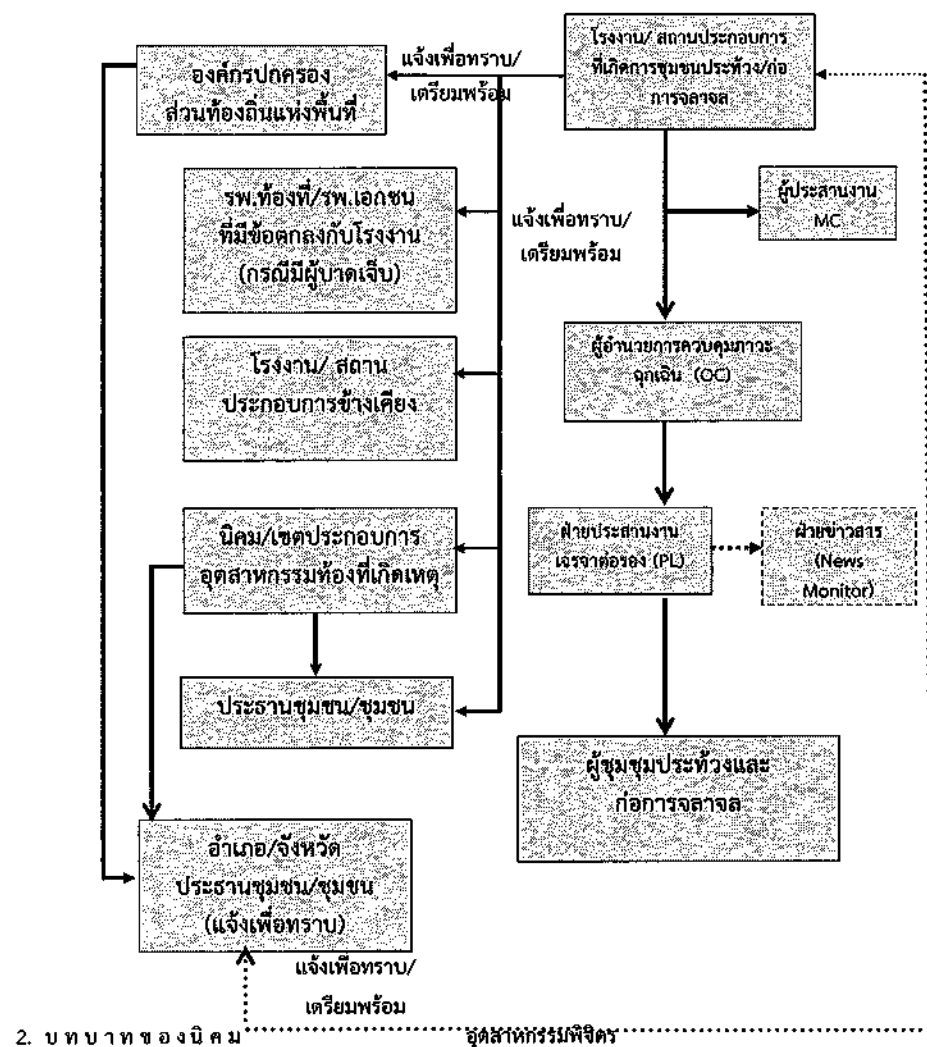 โรงงาน/ สถานประกอบการ
ที่เกิดการชุมชนประท้วง/ก่อ
การจลาจล
แจ้งเพื่อทราบ/
เตรียมพร้อม
องค์กรปกครอง
ส่วนท้องถิ่นแห่งพื้นที่
รพ.ท้องที่/รพ.เอกชน
ที่มีข้อตกลงกับโรงงาน
(กรณีมีผู้บาดเจ็บ)
แจ้งเพื่อทราบ/
เตรียมพร้อม
ผู้ประสานงาน
MC
โรงงาน/ สถาน
ประกอบการข้างเคียง
ผู้อำนวยการควบคุมภาวะ
ฉุกเฉิน (OC)
นิคม/เขตประกอบการ
อุตสาหกรรมท้องที่เกิดเหตุ
ฝ่ายประสานงาน
เจรจาต่อรอง (PL)
ฝ่ายข่าวสาร
(News
Monitor)
ประธานชุมชน/ชุมชน
ผู้ชุมชุมประท้วงและ
ก่อการจลาจล
อำเภอ/จังหวัด
ประธานชุมชน/ชุมชน
(แจ้งเพื่อทราบ)
แจ้งเพื่อทราบ/
เตรียมพร้อม
2. บทบาทของนิคม อุตสาหกรรมพิจิตร